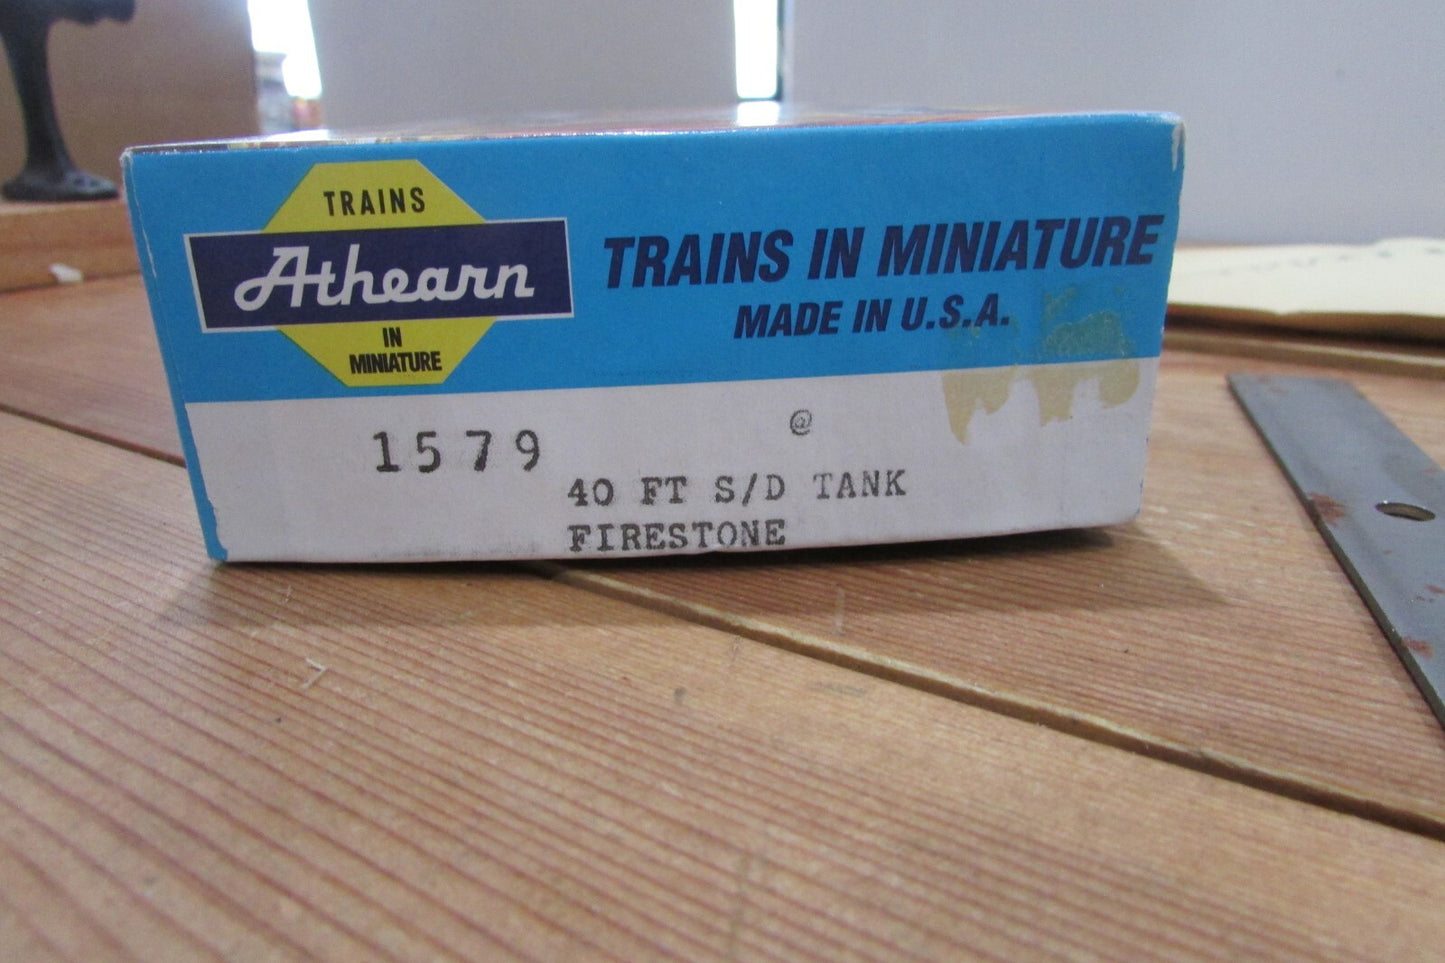 TRAINS
Athearn
IN
MINIATURE
TRAINS IN MINIATURE
MADE IN U.S.A.
1579
@
40 FT S/D TANK
FIRESTONE